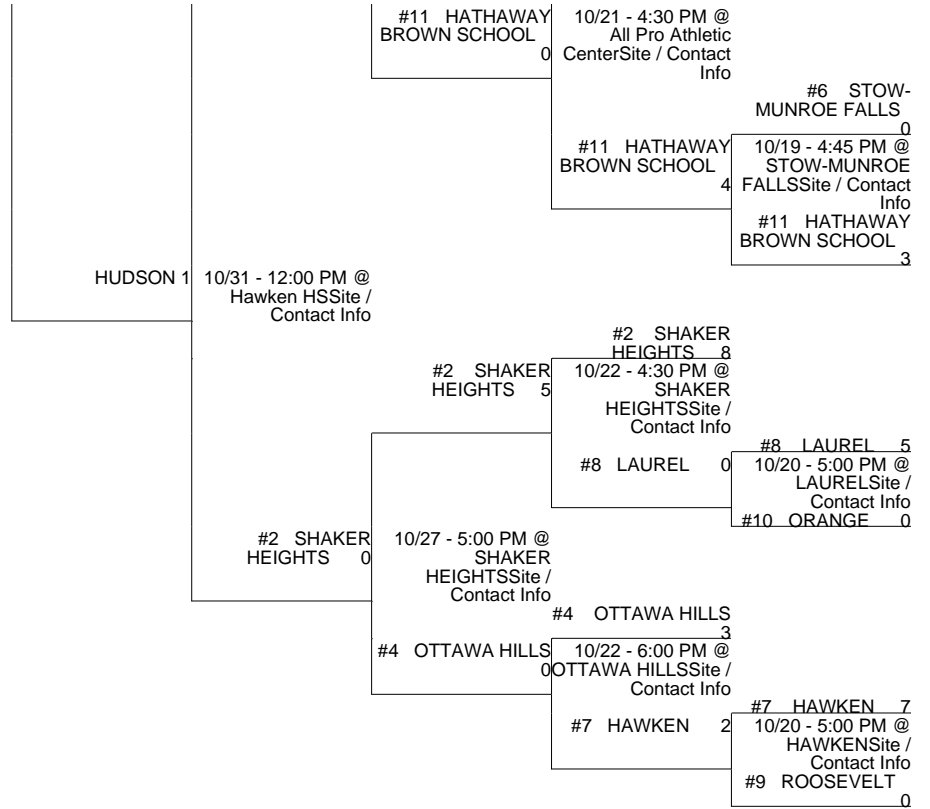 #11 HATHAWAY
BROWN SCHOOL
0
10/21 - 4:30 PM @
All Pro Athletic
CenterSite / Contact
Info
#6 STOW-
MUNROE FALLS
0
#11 HATHAWAY
BROWN SCHOOL
4
10/19 - 4:45 PM @
STOW-MUNROE
FALLSSite / Contact
Info
#11 HATHAWAY
BROWN SCHOOL
3
HUDSON 1
10/31 - 12:00 PM @
Hawken HSSite /
Contact Info
#2 SHAKER
HEIGHTS 8
#2 SHAKER
HEIGHTS 5
10/22 - 4:30 PM @
SHAKER
HEIGHTSSite /
Contact Info
#8 LAUREL 5
#8 LAUREL 0
10/20 - 5:00 PM @
LAURELSite /
Contact Info
#10 ORANGE 0
#2 SHAKER
HEIGHTS 0
10/27 - 5:00 PM @
SHAKER
HEIGHTSSite /
Contact Info
#4 OTTAWA HILLS
3
#4 OTTAWA HILLS
0
10/22 - 6:00 PM @
OTTAWA HILLSSite /
Contact Info
#7 HAWKEN 7
#7 HAWKEN 2
10/20 - 5:00 PM @
HAWKENSite /
Contact Info
#9 ROOSEVELT
0